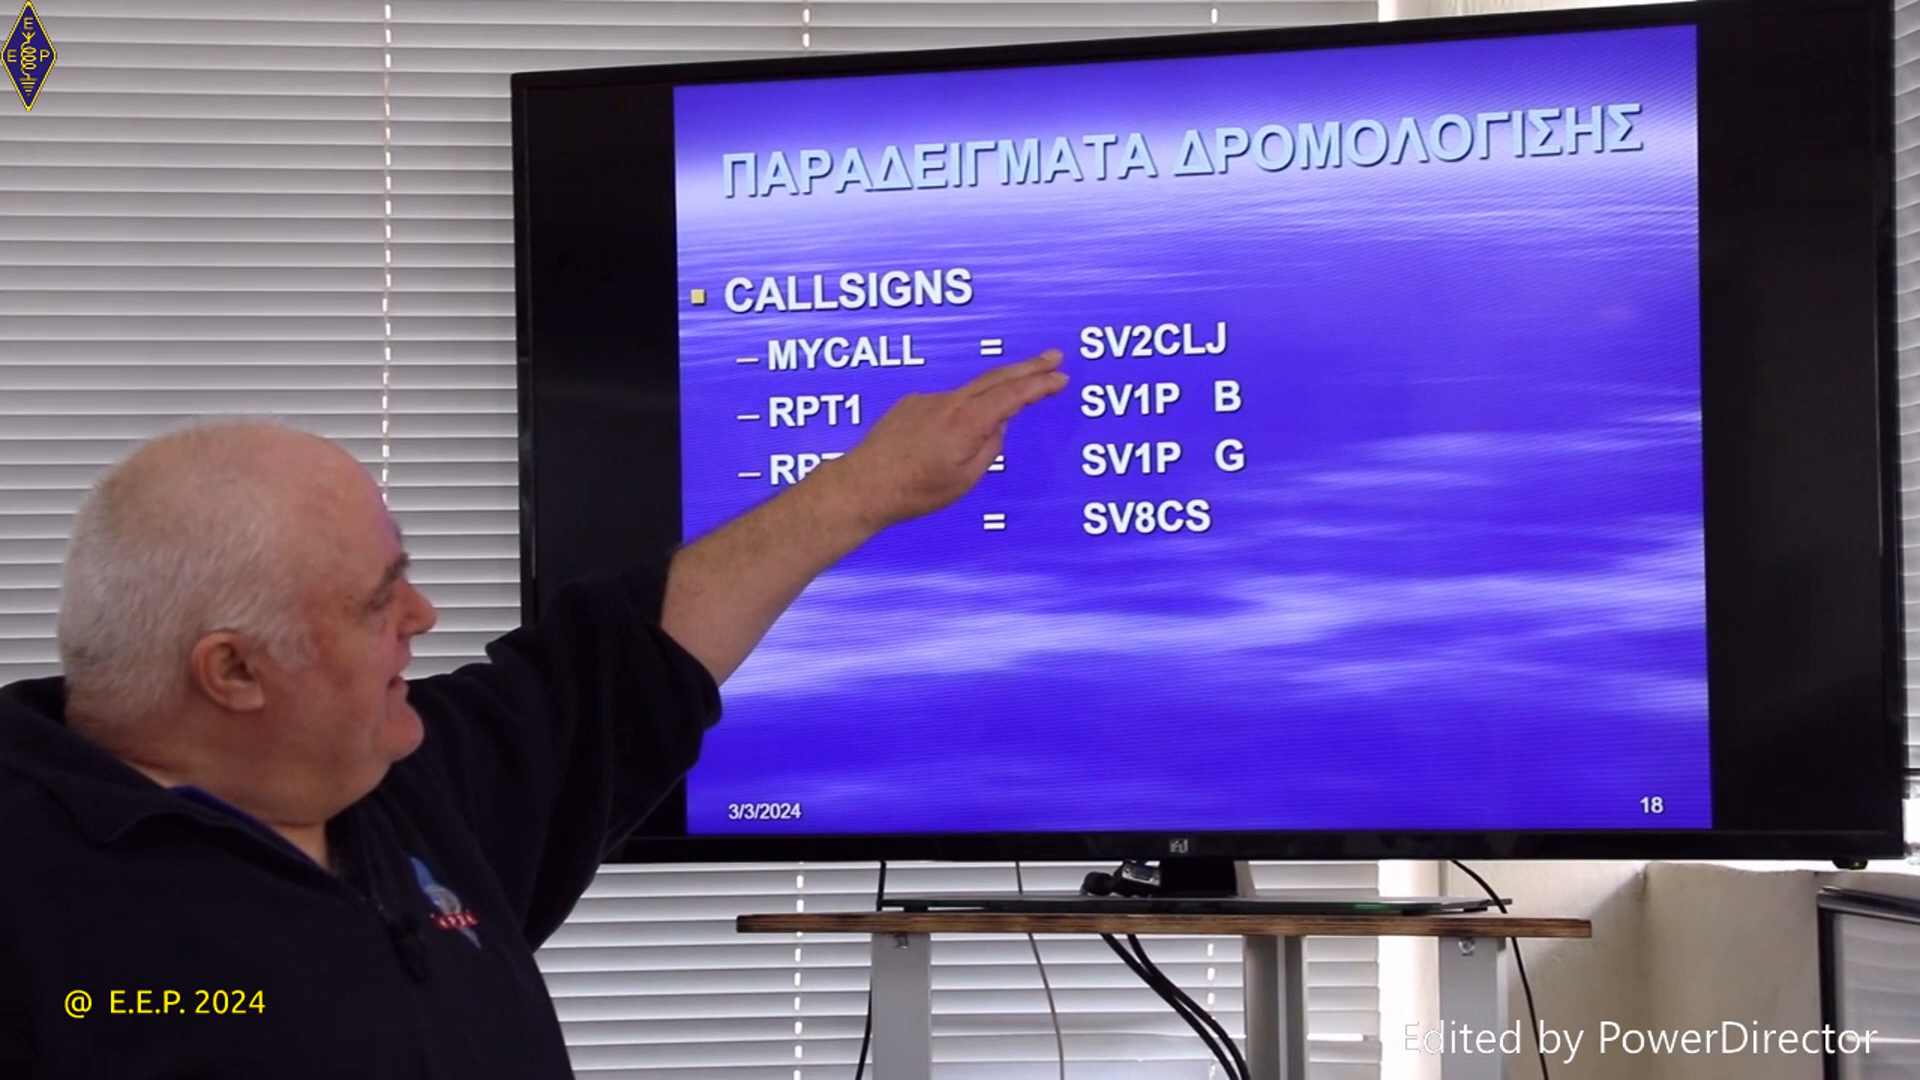 Ε
Ε Ρ
ΠΑΡΑΔΕΙΓΜΑΤΑ ΔΡΟΜΟΛΟΓΙΣΗΣ
CALLSIGNS
– MYCALL = SV2CLJ
– RPT1 SV1P B
– = SV1P G
= SV8CS
3/3/2024 18
@ E.E.P. 2024
Edited by PowerDirector